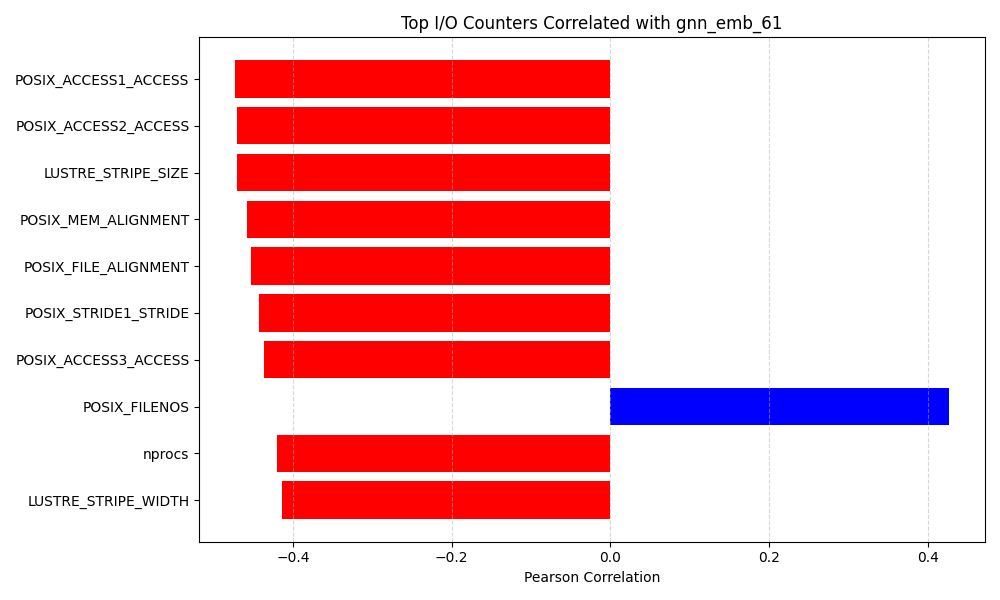 Top I/O Counters Correlated with gnn_emb_61
POSIX_ACCESS1_ACCESS
POSIX_ACCESS2_ACCESS
LUSTRE_STRIPE_SIZE
POSIX_MEM_ALIGNMENT
POSIX_FILE_ALIGNMENT
POSIX_STRIDE1_STRIDE
POSIX_ACCESS3_ACCESS
POSIX_FILENOS
nprocs
LUSTRE_STRIPE_WIDTH
−0.4 −0.2 0.0 0.2 0.4
Pearson Correlation